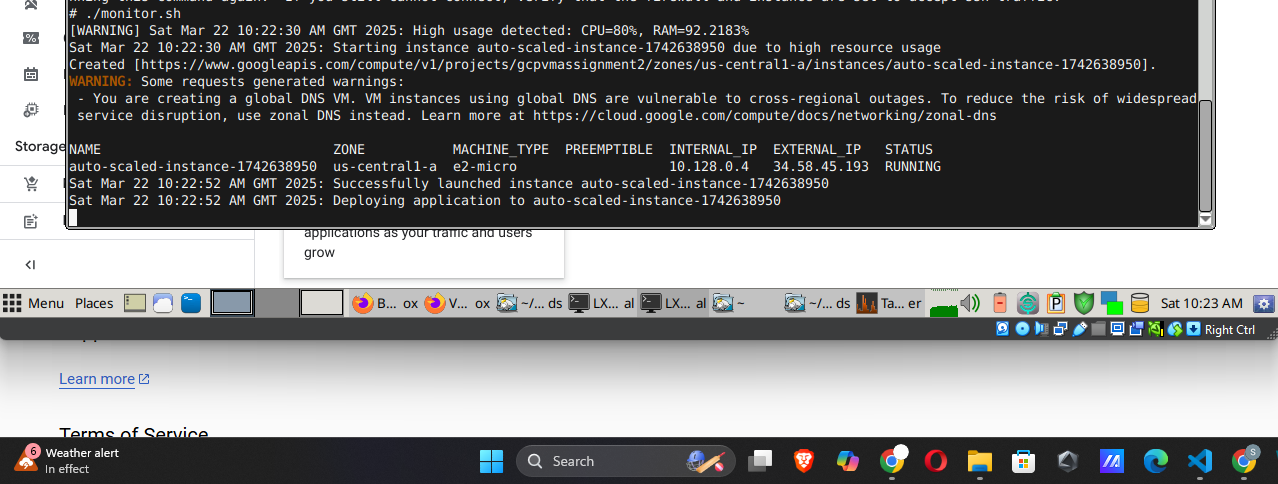 # ./monitor.sh
[WARNING] Sat Mar 22 10:22:30 AM GMT 2025: High usage detected: CPU=80%, RAM=92.2183%
Sat Mar 22 10:22:30 AM GMT 2025: Starting instance auto-scaled-instance-1742638950 due to high resource usage
Created [https://www.googleapis.com/compute/v1/projects/gcpvmassignment2/zones/us-central1-a/instances/auto-scaled-instance-1742638950].
WARNING: Some requests generated warnings:
- You are creating a global DNS VM. VM instances using global DNS are vulnerable to cross-regional outages. To reduce the risk of widespread
service disruption, use zonal DNS instead. Learn more at https://cloud.google.com/compute/docs/networking/zonal-dns
Storage
NAME ZONE MACHINE_TYPE PREEMPTIBLE INTERNAL_IP EXTERNAL_IP STATUS
auto-scaled-instance-1742638950 us-central1-a e2-micro 10.128.0.4 34.58.45.193 RUNNING
Sat Mar 22 10:22:52 AM GMT 2025: Successfully launched instance auto-scaled-instance-1742638950
Sat Mar 22 10:22:52 AM GMT 2025: Deploying application to auto-scaled-instance-1742638950
applications as your traffic and users
grow
Menu Places B... ox V... ox ~/... ds LX... al LX... al ~ ~/... ds Ta... er Sat 10:23 AM
Right Ctrl
Learn more
Terms of Service
6 Weather alert
In effect
Search
S